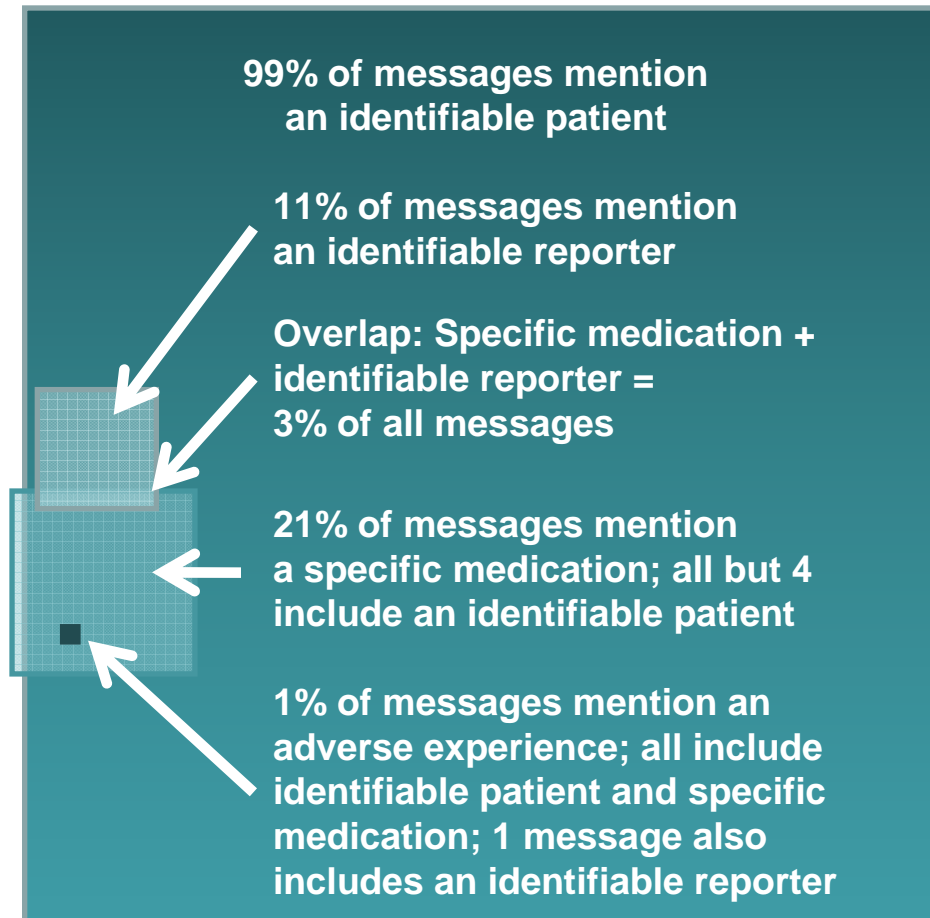 99% of messages mention
an identifiable patient
11% of messages mention
an identifiable reporter
Overlap: Specific medication +
identifiable reporter =
3% of all messages
21% of messages mention
a specific medication; all but 4
include an identifiable patient
1% of messages mention an
adverse experience; all include
identifiable patient and specific
medication; 1 message also
includes an identifiable reporter